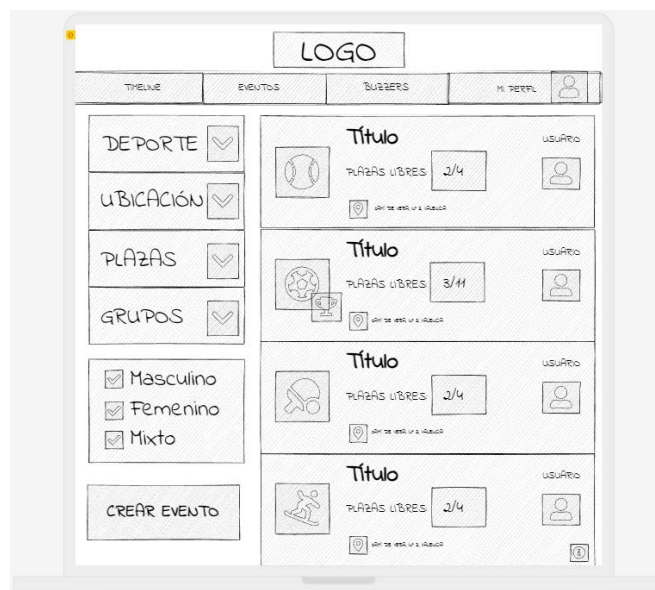 LOGO
TIMELINE
EVENTOS
BUZZERS
MI PERFIL
DEPORTE
UBICACIÓN
PLAZAS
GRUPOS
Masculino
Femenino
Mixto
CREAR EVENTO
Título
USUARIO
PLAZAS LIBRES 2/4
Título
USUARIO
PLAZAS LIBRES 3/11
Título
USUARIO
PLAZAS LIBRES 2/4
Título
USUARIO
PLAZAS LIBRES 2/4